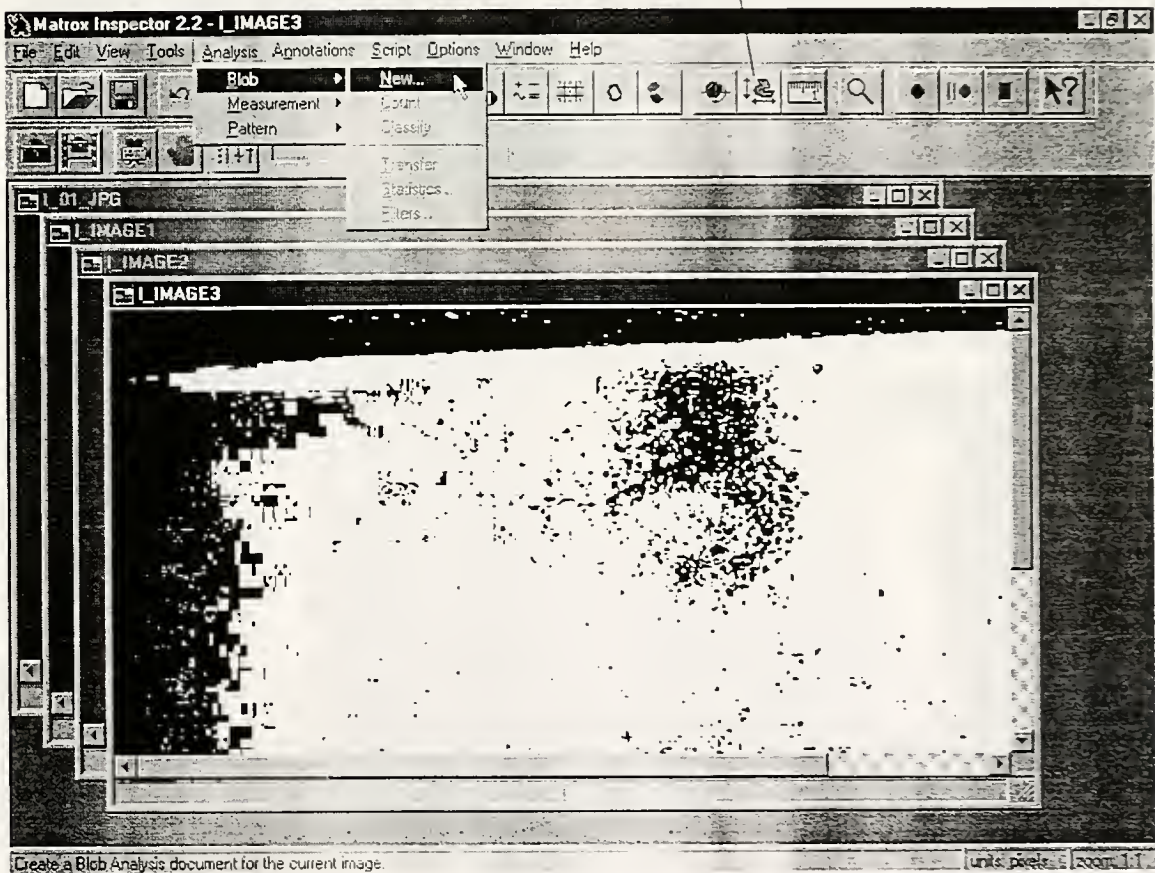 Matrox Inspector 2.2 - I_IMAGE3
File Edit View Tools Analysis Annotations Script Options Window Help
Blob New...
Measurement Count
Pattern Classify
Transfer
Statistics...
Filters...
I_01_JPG
I_IMAGE1
I_IMAGE2
I_IMAGE3
Create a Blob Analysis document for the current image.
units: pixels zoom: 1:1